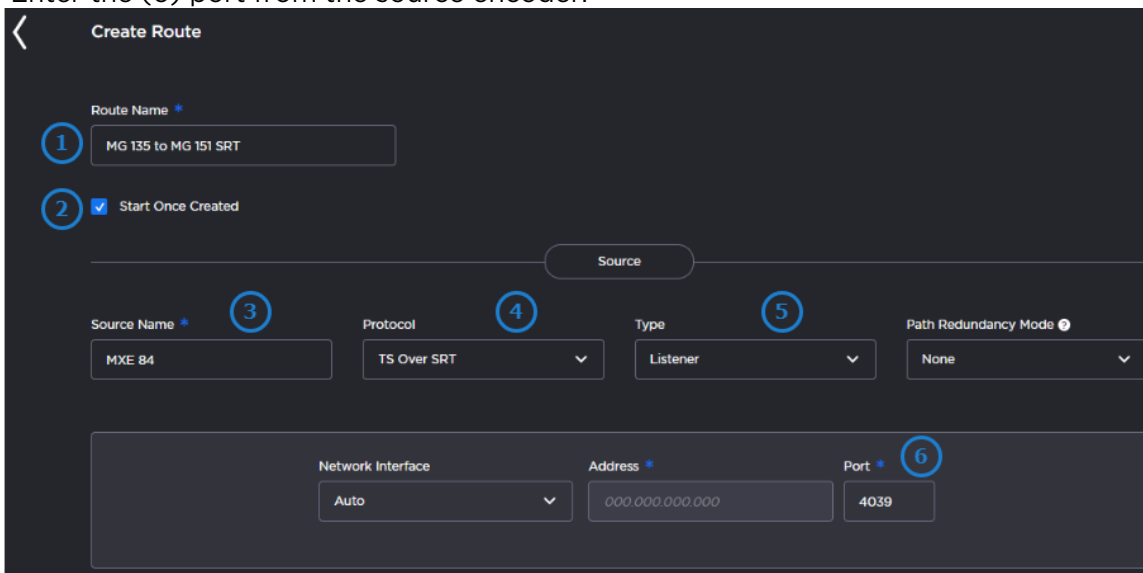 Enter the (6) port from the source encoder.
Create Route
Route Name *
1 MG 135 to MG 151 SRT
2 Start Once Created
Source
3 4 5
Source Name * Protocol Type Path Redundancy Mode ?
MXE 84 TS Over SRT Listener None
6
Network Interface Address * Port *
Auto 000.000.000.000 4039